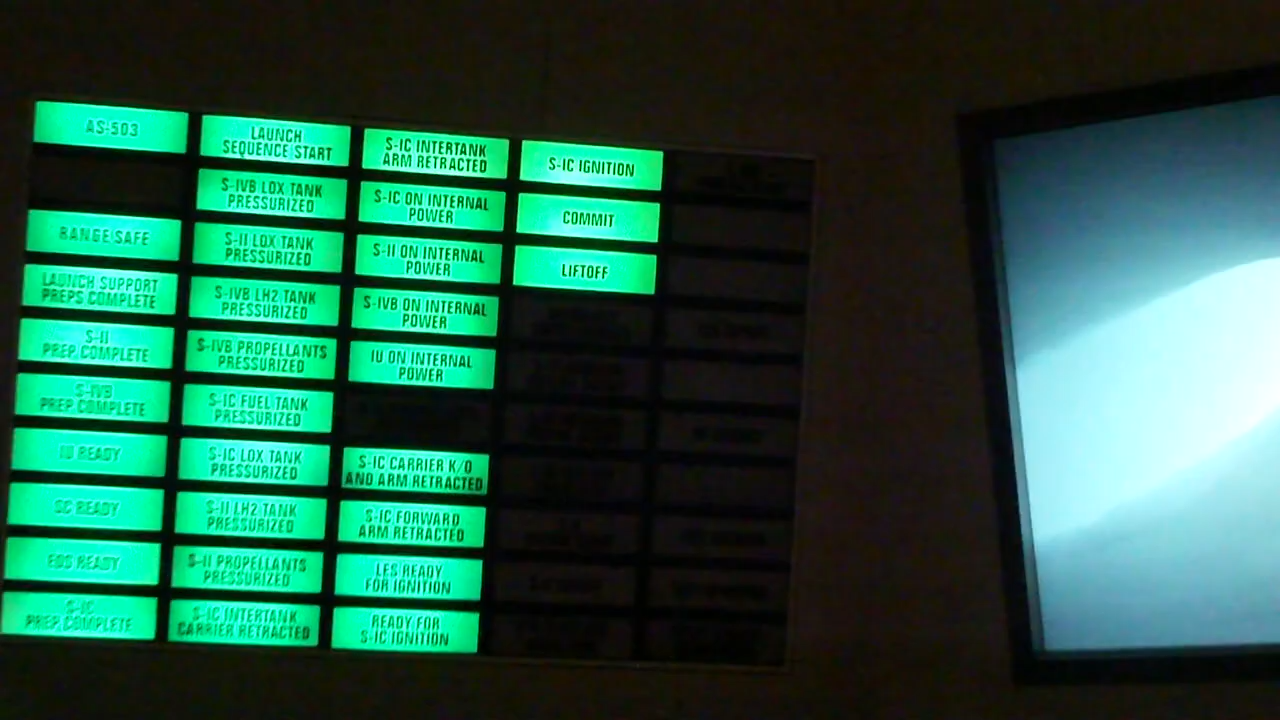 AS-503
RANGE SAFE
LAUNCH SUPPORT
PREPS COMPLETE
S-II
PREP COMPLETE
S-IVB
PREP COMPLETE
IU READY
SC READY
EDS READY
S-IC
PREP COMPLETE
LAUNCH
SEQUENCE START
S-IVB LOX TANK
PRESSURIZED
S-II LOX TANK
PRESSURIZED
S-IVB LH2 TANK
PRESSURIZED
S-IVB PROPELLANTS
PRESSURIZED
S-IC FUEL TANK
PRESSURIZED
S-IC LOX TANK
PRESSURIZED
S-II LH2 TANK
PRESSURIZED
S-II PROPELLANTS
PRESSURIZED
S-IC INTERTANK
CARRIER RETRACTED
S-IC INTERTANK
ARM RETRACTED
S-IC ON INTERNAL
POWER
S-II ON INTERNAL
POWER
S-IVB ON INTERNAL
POWER
IU ON INTERNAL
POWER
S-IC CARRIER K/O
AND ARM RETRACTED
S-IC FORWARD
ARM RETRACTED
LES READY
FOR IGNITION
READY FOR
S-IC IGNITION
S-IC IGNITION
COMMIT
LIFTOFF